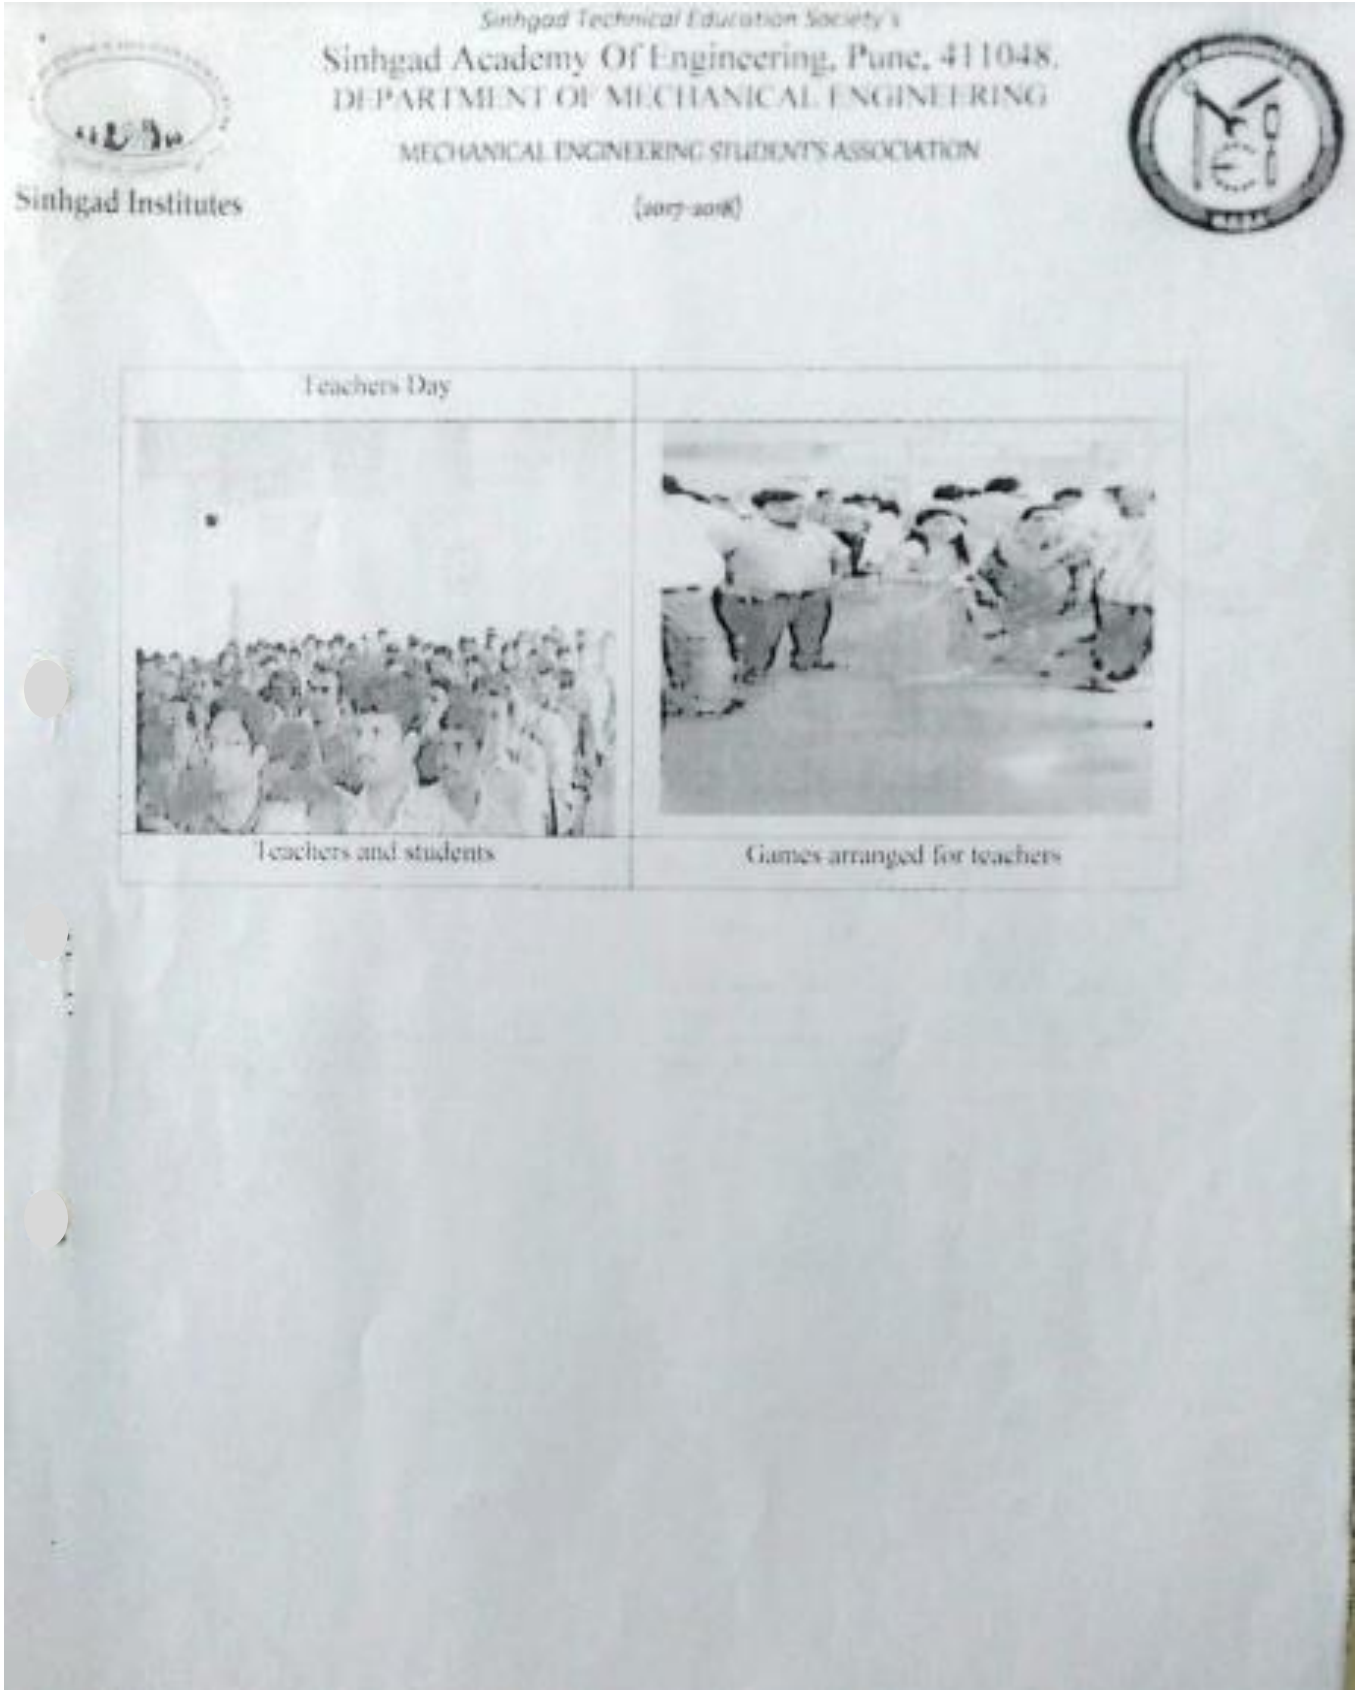 Sinhgad Technical Education Society's
Sinhgad Academy Of Engineering, Pune, 411048.
DEPARTMENT OF MECHANICAL ENGINEERING
MECHANICAL ENGINEERING STUDENT'S ASSOCIATION
Sinhgad Institutes
(2017-2018)
MESA
Teachers Day
Teachers and students
Games arranged for teachers